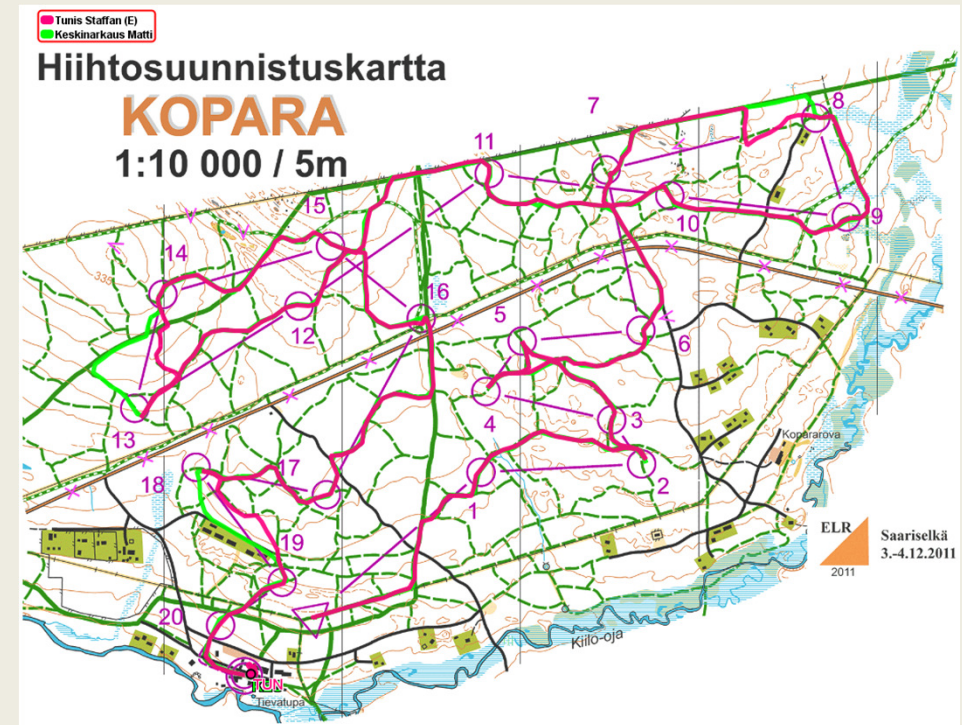 Tunis Staffan (E)
Keskinarkaus Matti
Hiihtosuunnistuskartta
KOPARA
1:10 000 / 5m
7
8
11
15
10
9
14
335
16
12
5
6
13
4
3
Kopararova
18
17
1
2
19
ELR
Saariselkä
3.-4.12.2011
2011
20
Kiilo-oja
TUN
Tievatupa